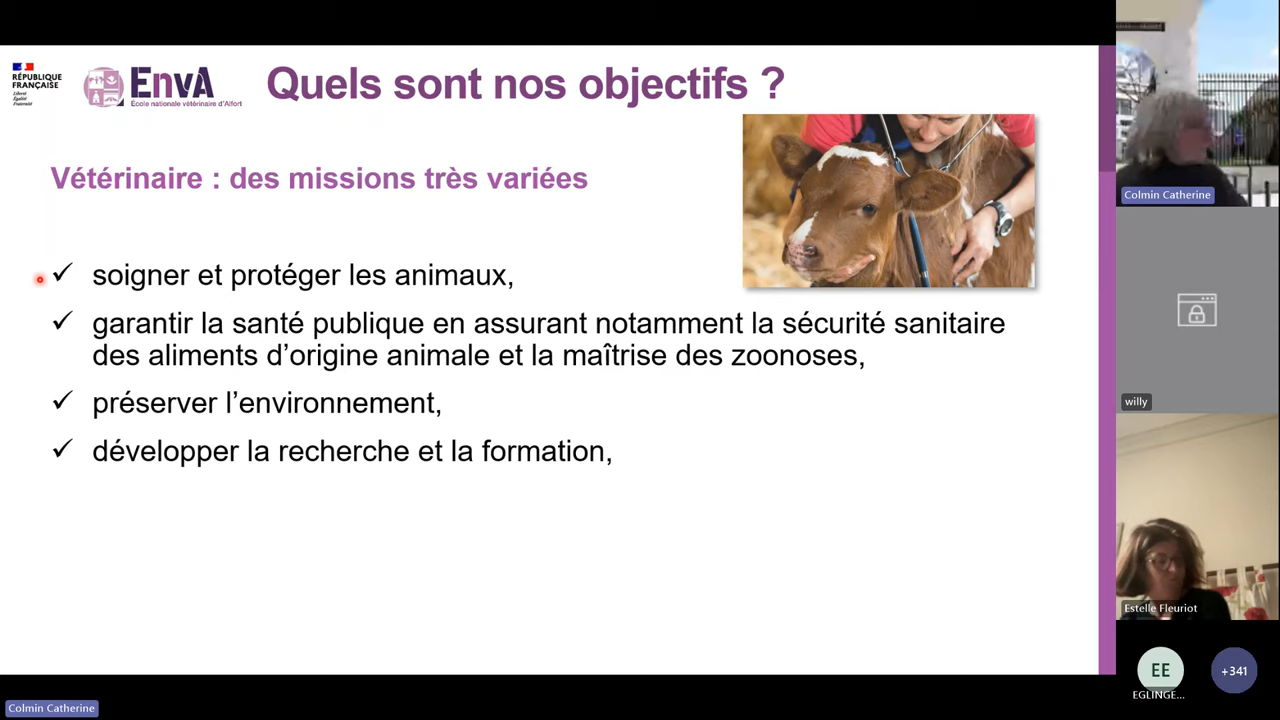 RÉPUBLIQUE
FRANÇAISE
Liberté
Égalité
Fraternité
EnvA
École nationale vétérinaire d'Alfort
Quels sont nos objectifs ?
Vétérinaire : des missions très variées
✓ soigner et protéger les animaux,
✓ garantir la santé publique en assurant notamment la sécurité sanitaire
des aliments d’origine animale et la maîtrise des zoonoses,
✓ préserver l’environnement,
✓ développer la recherche et la formation,
Colmin Catherine
willy
Estelle Fleuriot
EE
EGLINGE...
+341
Colmin Catherine